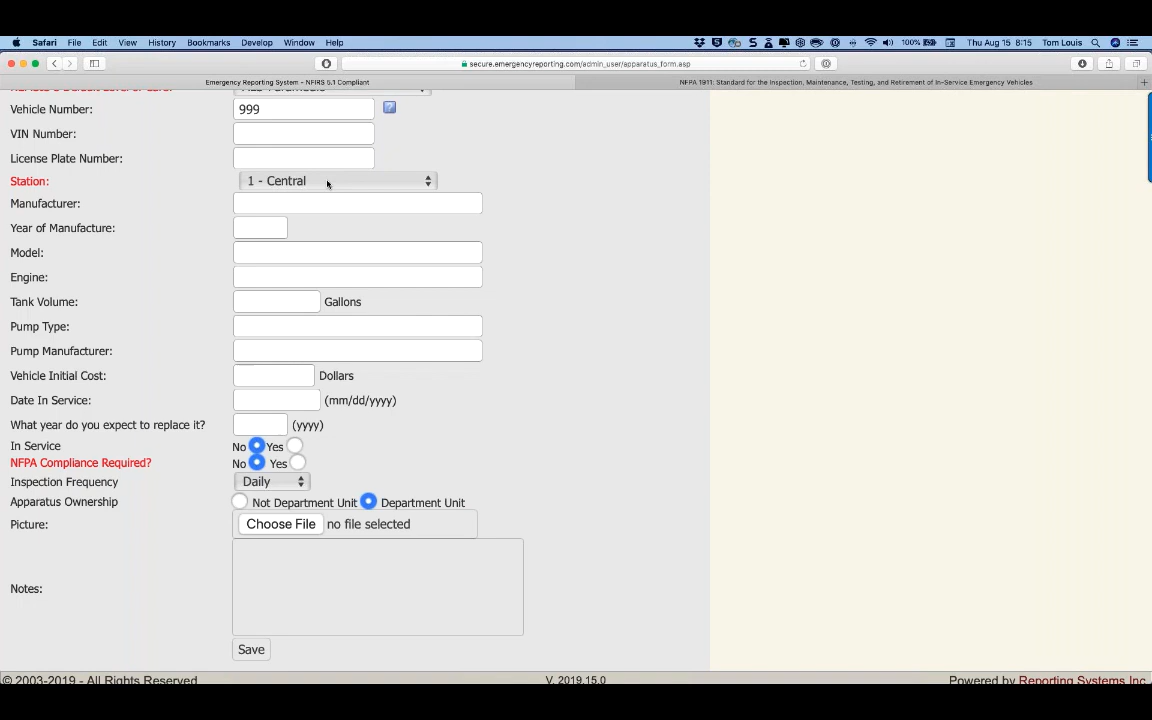 Safari File Edit View History Bookmarks Develop Window Help 100% Thu Aug 15 8:15 Tom Louis
secure.emergencyreporting.com/admin_user/apparatus_form.asp
Emergency Reporting System - NFIRS 5.1 Compliant NFPA 1911: Standard for the Inspection, Maintenance, Testing, and Retirement of In-Service Emergency Vehicles
Vehicle Number: 999
VIN Number:
License Plate Number:
Station: 1 - Central
Manufacturer:
Year of Manufacture:
Model:
Engine:
Tank Volume: Gallons
Pump Type:
Pump Manufacturer:
Vehicle Initial Cost: Dollars
Date In Service: (mm/dd/yyyy)
What year do you expect to replace it? (yyyy)
In Service No Yes
NFPA Compliance Required? No Yes
Inspection Frequency Daily
Apparatus Ownership Not Department Unit Department Unit
Picture: Choose File no file selected
Notes:
Save
© 2003-2019 - All Rights Reserved V. 2019.15.0 Powered by Reporting Systems Inc